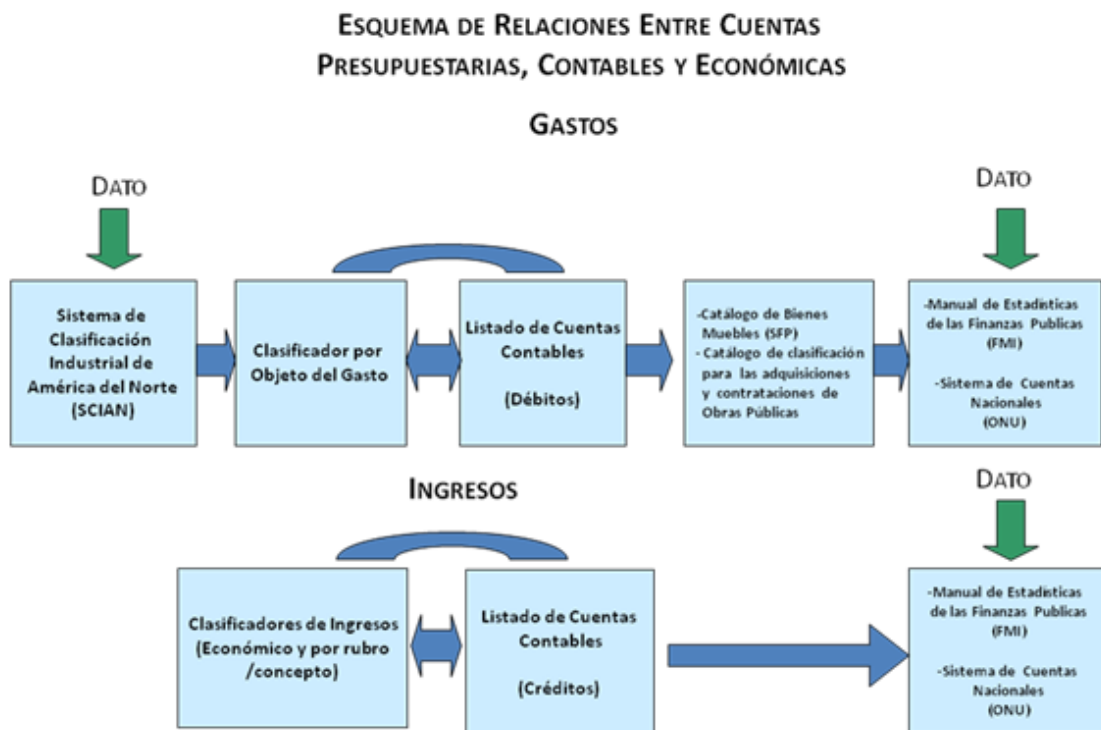 ESQUEMA DE RELACIONES ENTRE CUENTAS
PRESUPUESTARIAS, CONTABLES Y ECONÓMICAS
GASTOS
DATO
DATO
Sistema de
Clasificación
Industrial de
América del Norte
(SCIAN)
Clasificador por
Objeto del Gasto
Listado de Cuentas
Contables
(Débitos)
-Catálogo de Bienes
Muebles (SFP)
- Catálogo de clasificación
para las adquisiciones
y contrataciones de
Obras Públicas
-Manual de Estadísticas
de las Finanzas Publicas
(FMI)
-Sistema de Cuentas
Nacionales
(ONU)
INGRESOS
DATO
Clasificadores de Ingresos
(Económico y por rubro
/concepto)
Listado de Cuentas
Contables
(Créditos)
-Manual de Estadísticas
de las Finanzas Publicas
(FMI)
-Sistema de Cuentas
Nacionales
(ONU)